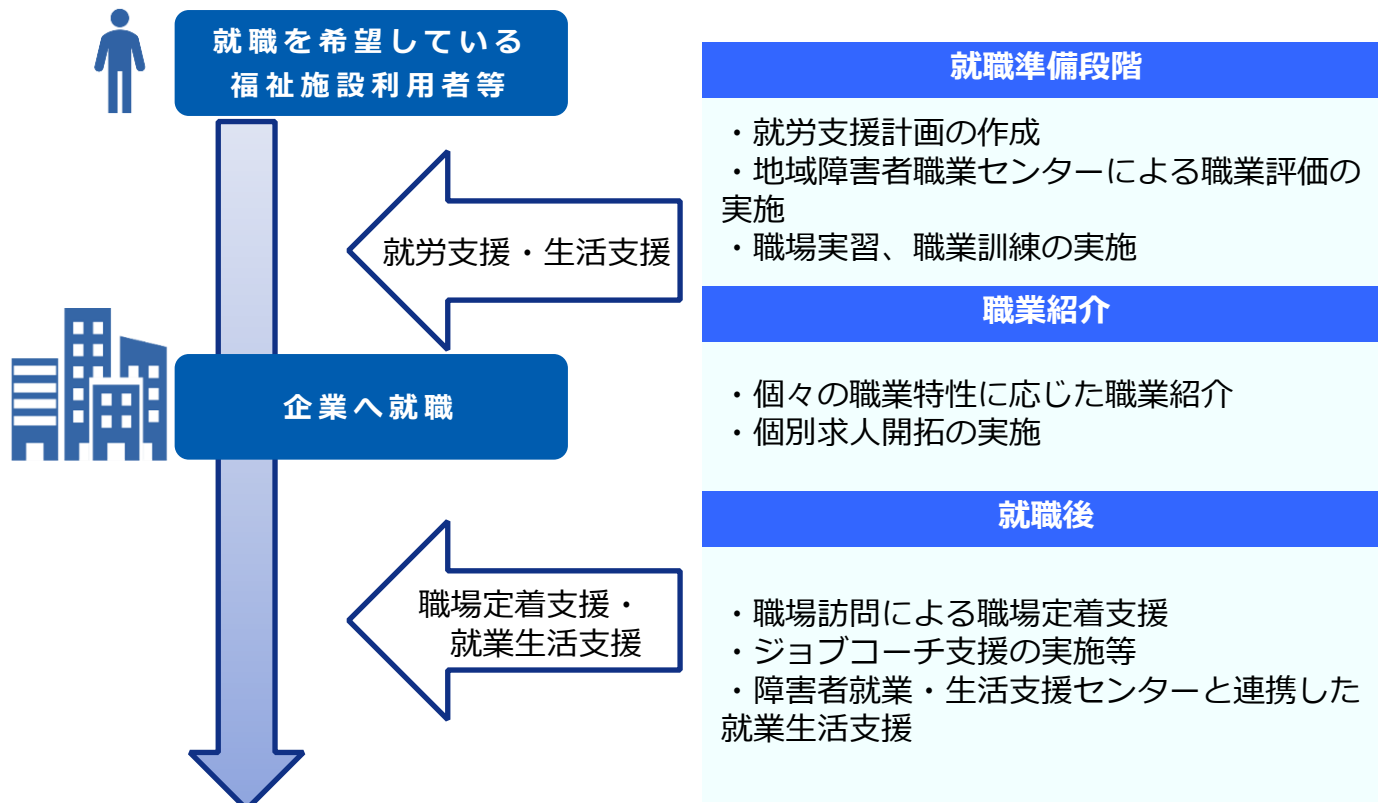 就職を希望している
福祉施設利用者等
就労支援・生活支援
企業へ就職
職場定着支援・
就業生活支援
就職準備段階
・就労支援計画の作成
・地域障害者職業センターによる職業評価の
実施
・職場実習、職業訓練の実施
職業紹介
・個々の職業特性に応じた職業紹介
・個別求人開拓の実施
就職後
・職場訪問による職場定着支援
・ジョブコーチ支援の実施等
・障害者就業・生活支援センターと連携した
就業生活支援